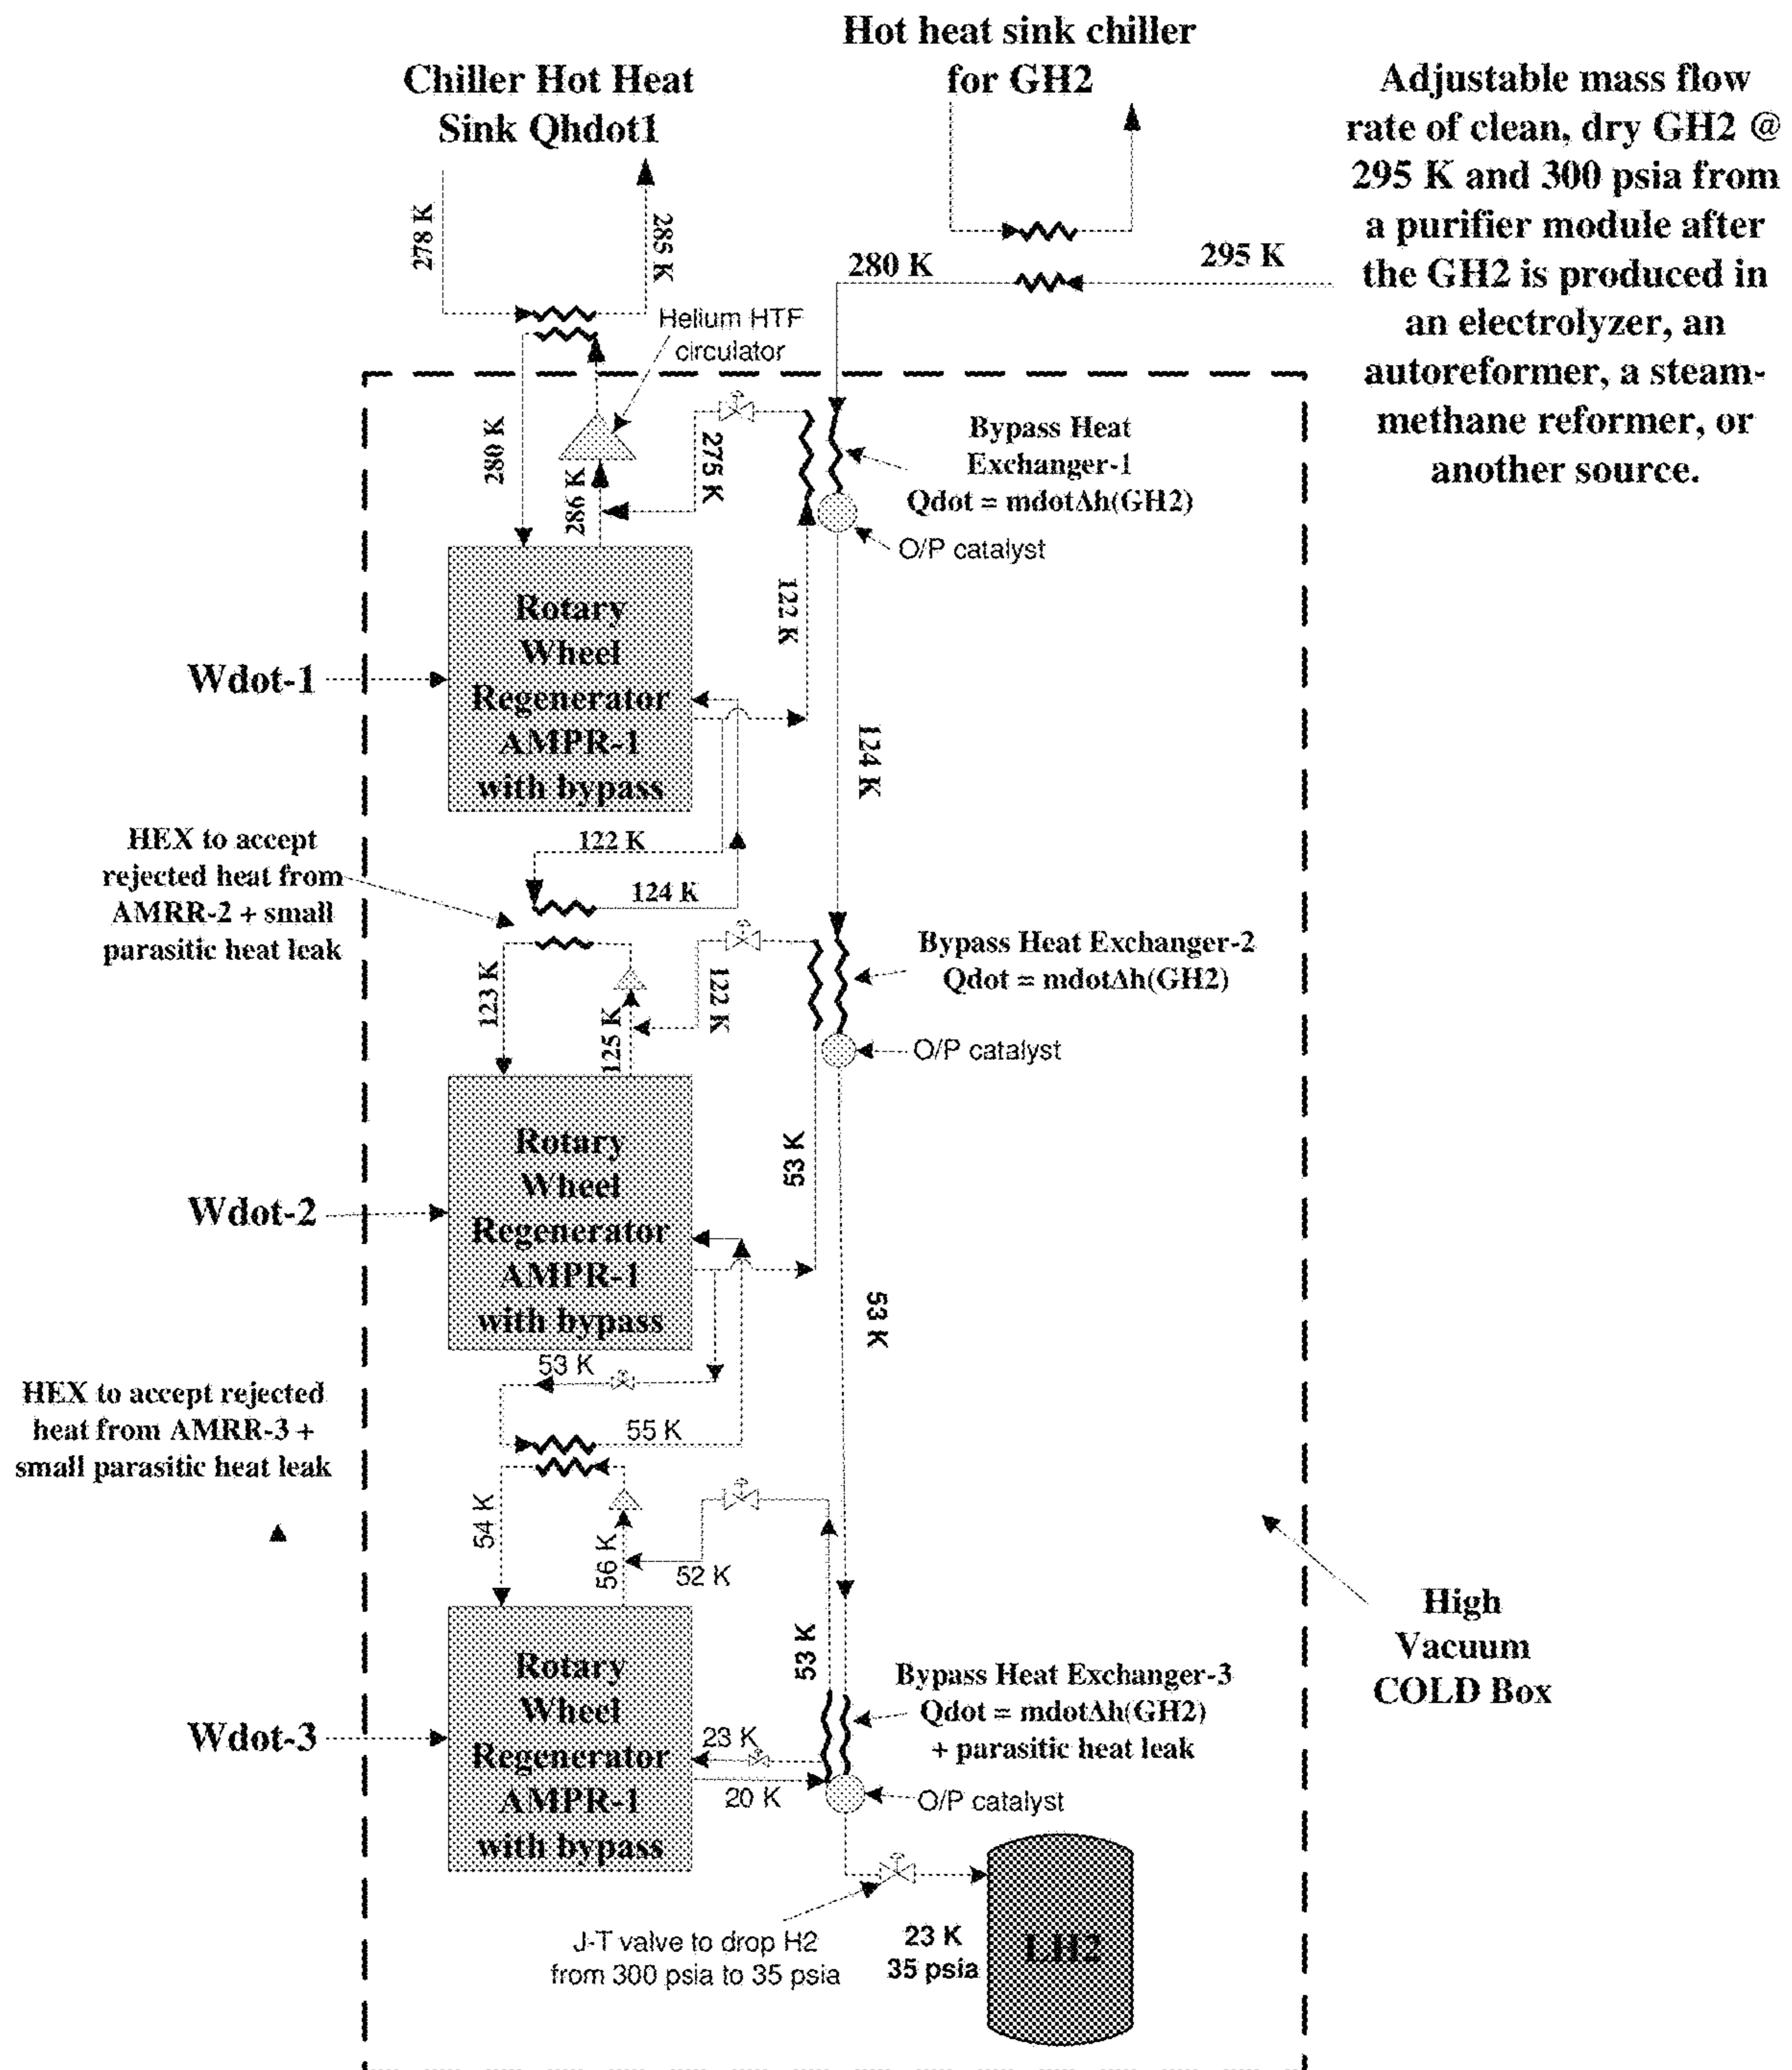 Hot heat sink chiller
for GH2
Chiller Hot Heat
Sink Qhdot1
Adjustable mass flow
rate of clean, dry GH2 @
295 K and 300 psia from
a purifier module after
the GH2 is produced in
an electrolyzer, an
autoreformer, a steam-
methane reformer, or
another source.
278 K
285 K
280 K
295 K
Helium HTF
circulator
280 K
286 K
275 K
Bypass Heat
Exchanger-1
Qdot = mdotΔh(GH2)
O/P catalyst
122 K
Rotary
Wheel
Regenerator
AMPR-1
with bypass
Wdot-1
124 K
HEX to accept
rejected heat from
AMRR-2 + small
parasitic heat leak
122 K
124 K
123 K
125 K
122 K
Bypass Heat Exchanger-2
Qdot = mdotΔh(GH2)
O/P catalyst
53 K
Rotary
Wheel
Regenerator
AMPR-1
with bypass
Wdot-2
53 K
53 K
HEX to accept rejected
heat from AMRR-3 +
small parasitic heat leak
55 K
54 K
56 K
52 K
53 K
High
Vacuum
COLD Box
Rotary
Wheel
Regenerator
AMPR-1
with bypass
Wdot-3
Bypass Heat Exchanger-3
Qdot = mdotΔh(GH2)
+ parasitic heat leak
23 K
20 K
O/P catalyst
J-T valve to drop H2
from 300 psia to 35 psia
23 K
35 psia
LH2